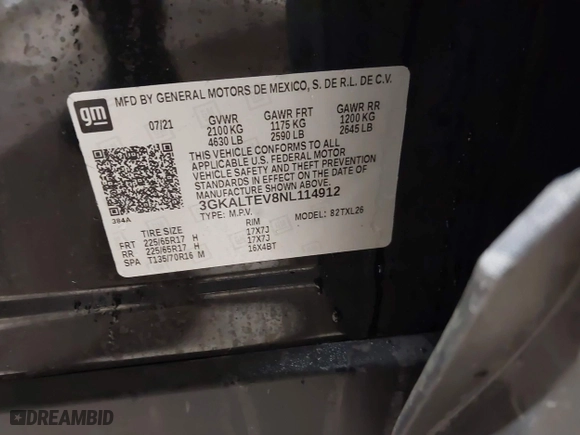 gm
MFD BY GENERAL MOTORS DE MEXICO, S. DE R.L. DE C.V.
07/21 GVWR GAWR FRT GAWR RR
2100 KG 1175 KG 1200 KG
4630 LB 2590 LB 2645 LB
THIS VEHICLE CONFORMS TO ALL
APPLICABLE U.S. FEDERAL MOTOR
VEHICLE SAFETY AND THEFT PREVENTION
STANDARDS IN EFFECT ON THE DATE OF
MANUFACTURE SHOWN ABOVE.
384A
3GKALTEV8NL114912
TYPE: M.P.V. MODEL: 82TXL26
TIRE SIZE RIM
FRT 225/65R17 H 17X7J
RR 225/65R17 H 17X7J
SPA T135/70R16 M 16X4BT
DREAMBID